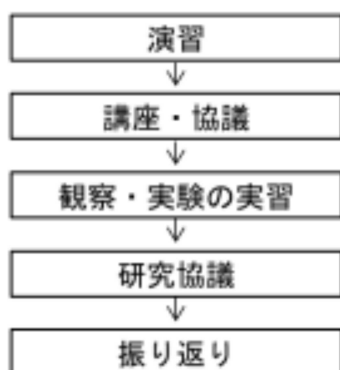 演習
講座・協議
観察・実験の実習
研究協議
振り返り